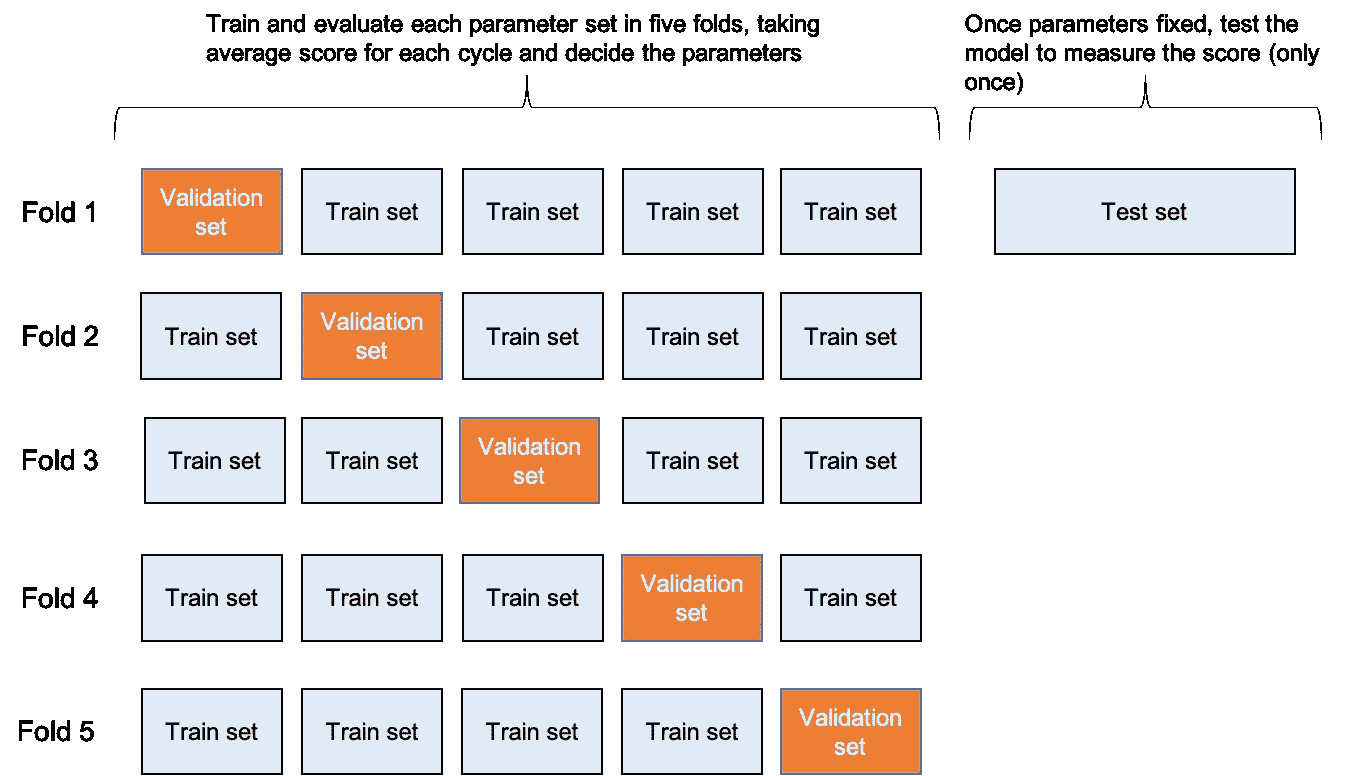 Train and evaluate each parameter set in five folds, taking
average score for each cycle and decide the parameters
Once parameters fixed, test the
model to measure the score (only
once)
Fold 1
Validation
set
Train set
Train set
Train set
Train set
Test set
Fold 2
Train set
Validation
set
Train set
Train set
Train set
Fold 3
Train set
Train set
Validation
set
Train set
Train set
Fold 4
Train set
Train set
Train set
Validation
set
Train set
Fold 5
Train set
Train set
Train set
Train set
Validation
set